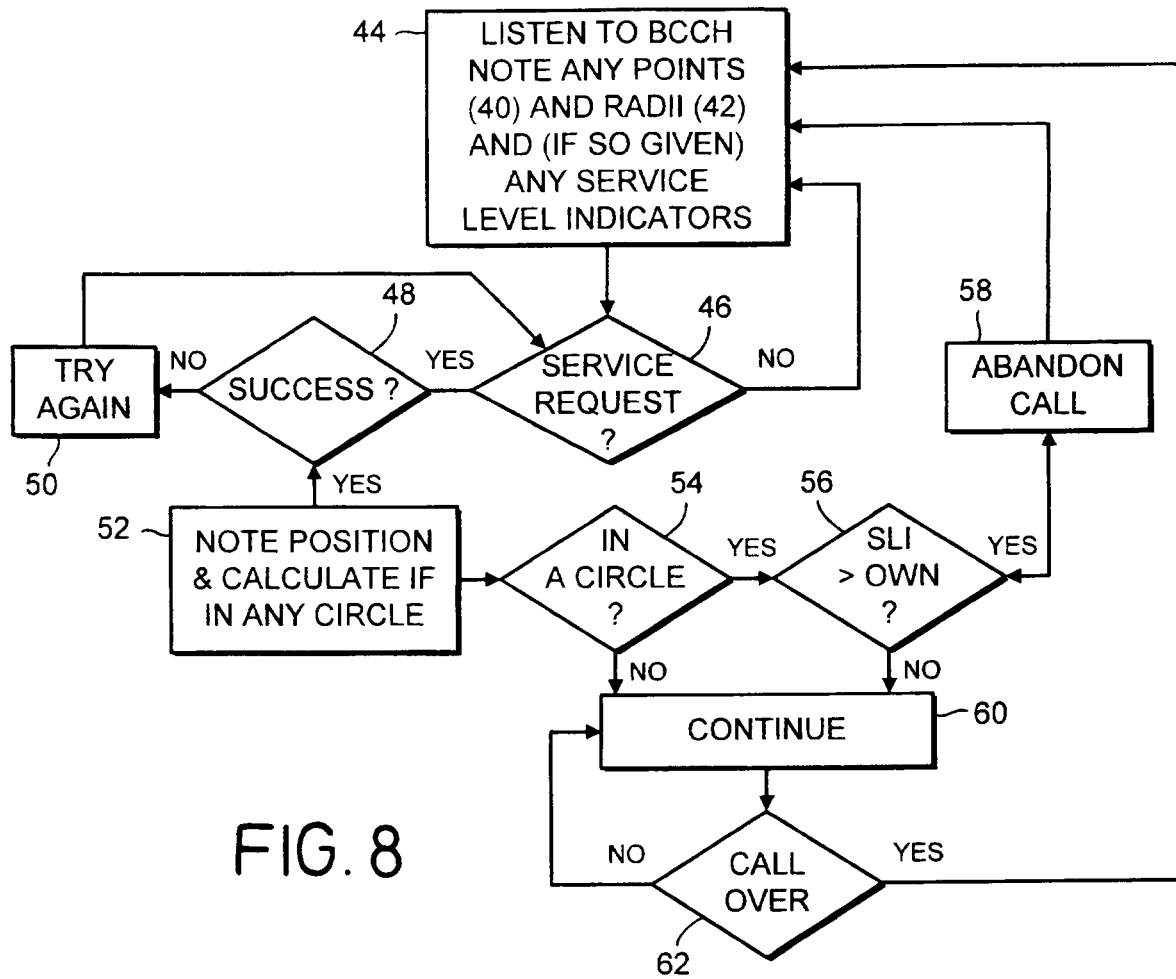 44
LISTEN TO BCCH
NOTE ANY POINTS
(40) AND RADII (42)
AND (IF SO GIVEN)
ANY SERVICE
LEVEL INDICATORS
48
46
58
NO
SUCCESS ?
YES
SERVICE
REQUEST
?
NO
TRY
AGAIN
50
ABANDON
CALL
YES
52
NOTE POSITION
& CALCULATE IF
IN ANY CIRCLE
54
IN
A CIRCLE
?
YES
56
SLI
> OWN
?
YES
NO
NO
CONTINUE
60
NO
CALL
OVER
YES
62
FIG. 8